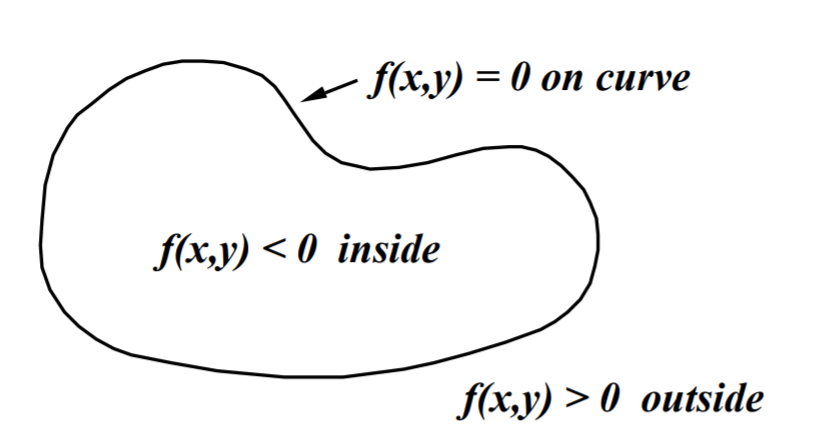 f(x,y) = 0 on curve
f(x,y) < 0 inside
f(x,y) > 0 outside